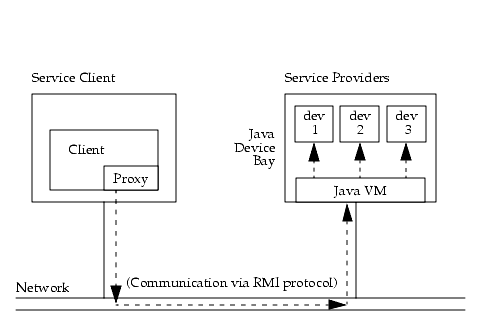 Service Client
Service Providers
Client
Proxy
Java
Device
Bay
dev
1
dev
2
dev
3
Java VM
(Communication via RMI protocol)
Network